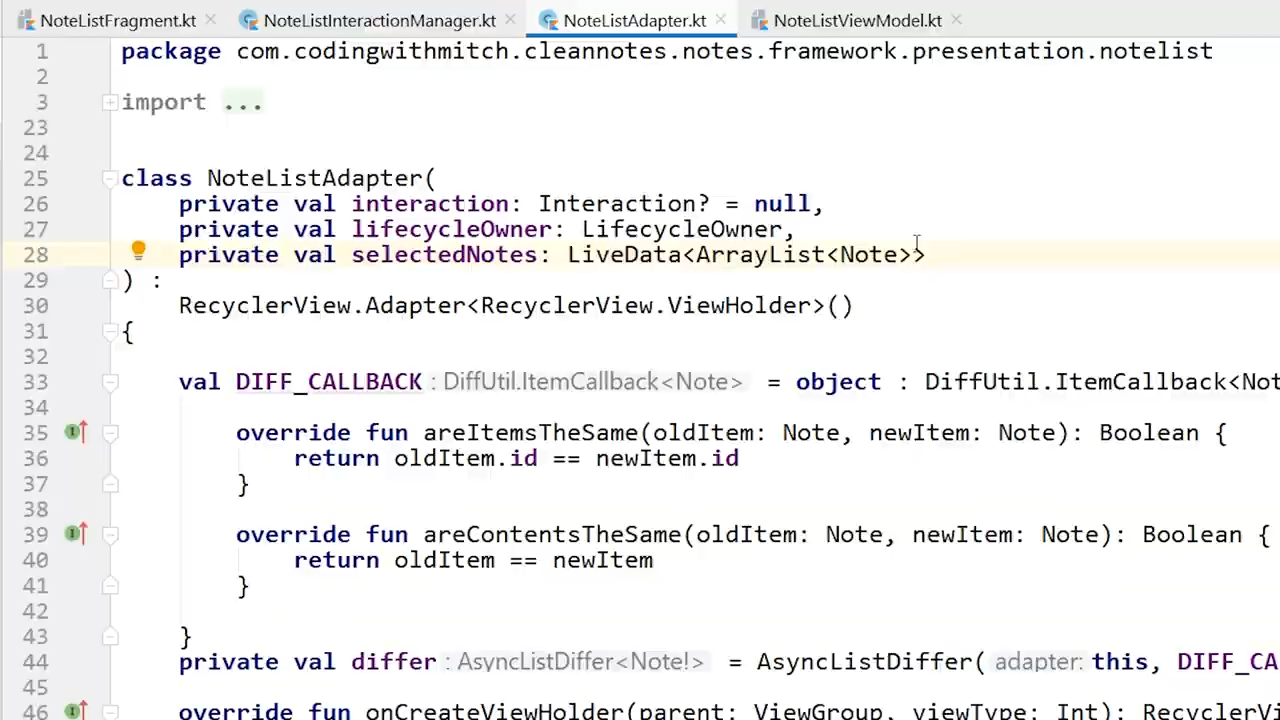 NoteListFragment.kt NoteListInteractionManager.kt NoteListAdapter.kt NoteListViewModel.kt
1 package com.codingwithmitch.cleannotes.notes.framework.presentation.notelist
2
3 import ...
23
24
25 class NoteListAdapter(
26 private val interaction: Interaction? = null,
27 private val lifecycleOwner: LifecycleOwner,
28 private val selectedNotes: LiveData<ArrayList<Note>>
29 ) :
30 RecyclerView.Adapter<RecyclerView.ViewHolder>()
31 {
32
33 val DIFF_CALLBACK : DiffUtil.ItemCallback<Note> = object : DiffUtil.ItemCallback<Not
34
35 override fun areItemsTheSame(oldItem: Note, newItem: Note): Boolean {
36 return oldItem.id == newItem.id
37 }
38
39 override fun areContentsTheSame(oldItem: Note, newItem: Note): Boolean {
40 return oldItem == newItem
41 }
42
43 }
44 private val differ : AsyncListDiffer<Note!> = AsyncListDiffer( adapter: this, DIFF_CA
45
46 override fun onCreateViewHolder(parent: ViewGroup, viewType: Int): RecyclerVi